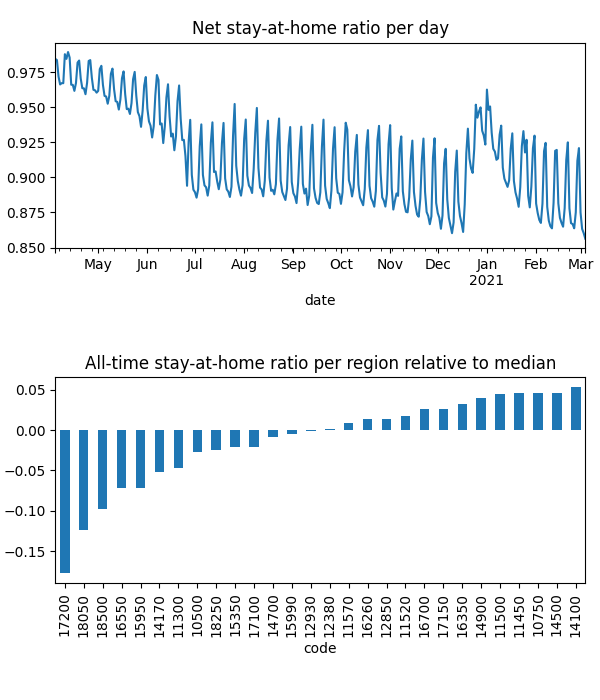 Net stay-at-home ratio per day
0.975
0.950
0.925
0.900
0.875
0.850
May Jun Jul Aug Sep Oct Nov Dec Jan Feb Mar
2021
date
All-time stay-at-home ratio per region relative to median
0.05
0.00
−0.05
−0.10
−0.15
17200 18050 18500 16550 15950 14170 11300 10500 18250 15350 17100 14700 15990 12930 12380 11570 16260 12850 11520 16700 17150 16350 14900 11500 11450 10750 14500 14100
code